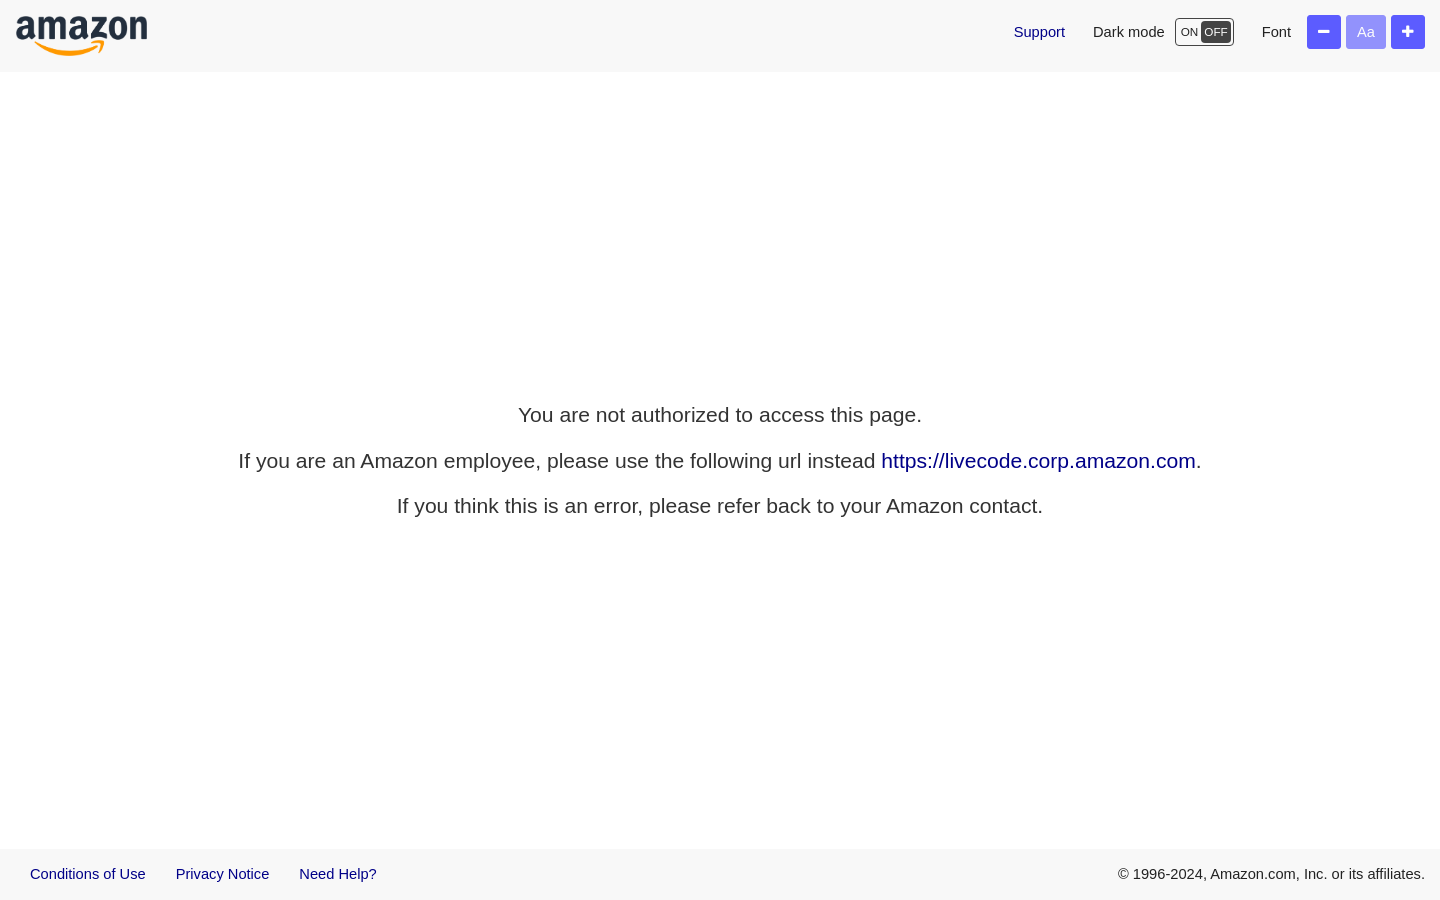 amazon
Support Dark mode ON OFF Font Aa
You are not authorized to access this page.
If you are an Amazon employee, please use the following url instead https://livecode.corp.amazon.com.
If you think this is an error, please refer back to your Amazon contact.
Conditions of Use Privacy Notice Need Help? © 1996-2024, Amazon.com, Inc. or its affiliates.